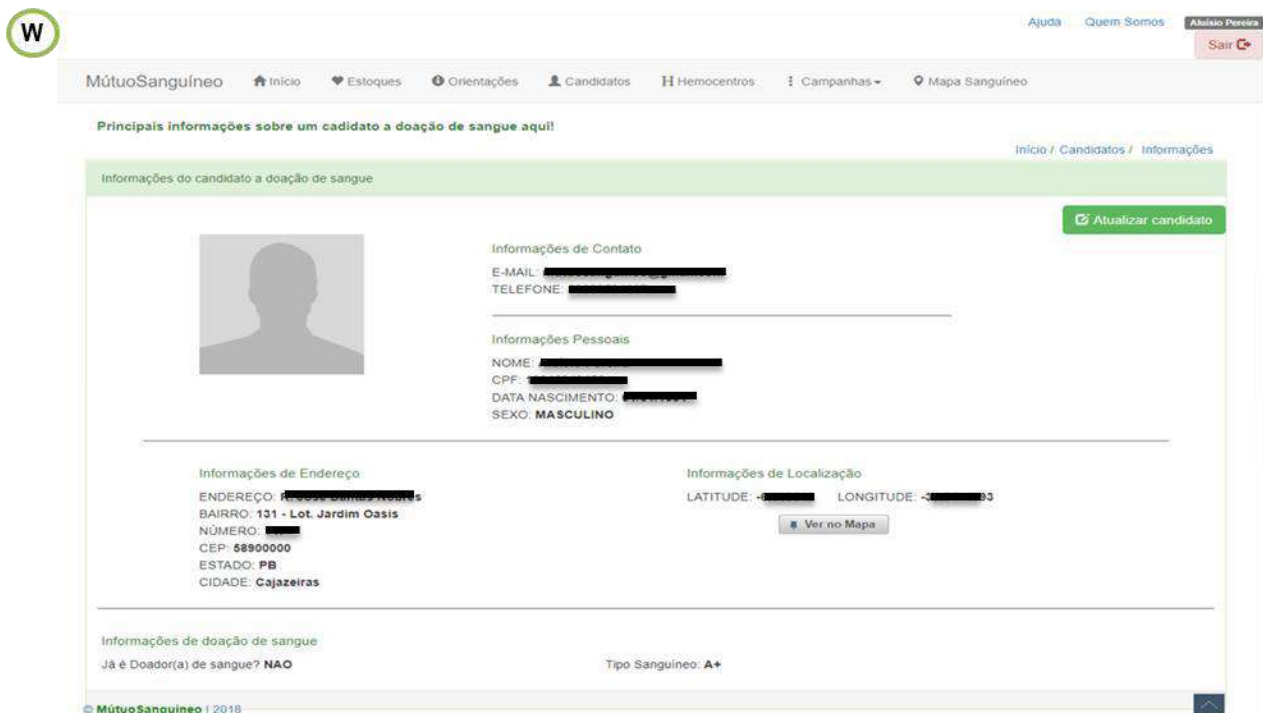 W
Ajuda Quem Somos Aluísio Pereira
Sair
MútuoSanguíneo Início Estoques Orientações Candidatos H Hemocentros Campanhas Mapa Sanguíneo
Principais informações sobre um cadidato a doação de sangue aqui!
Início / Candidatos / Informações
Informações do candidato a doação de sangue
Atualizar candidato
Informações de Contato
E-MAIL:
TELEFONE:
Informações Pessoais
NOME:
CPF:
DATA NASCIMENTO:
SEXO: MASCULINO
Informações de Endereço
ENDEREÇO:
BAIRRO: 131 - Lot. Jardim Oasis
NÚMERO:
CEP: 58900000
ESTADO: PB
CIDADE: Cajazeiras
Informações de Localização
LATITUDE: LONGITUDE:
Ver no Mapa
Informações de doação de sangue
Já é Doador(a) de sangue? NAO
Tipo Sanguíneo: A+
© MútuoSanguíneo | 2018